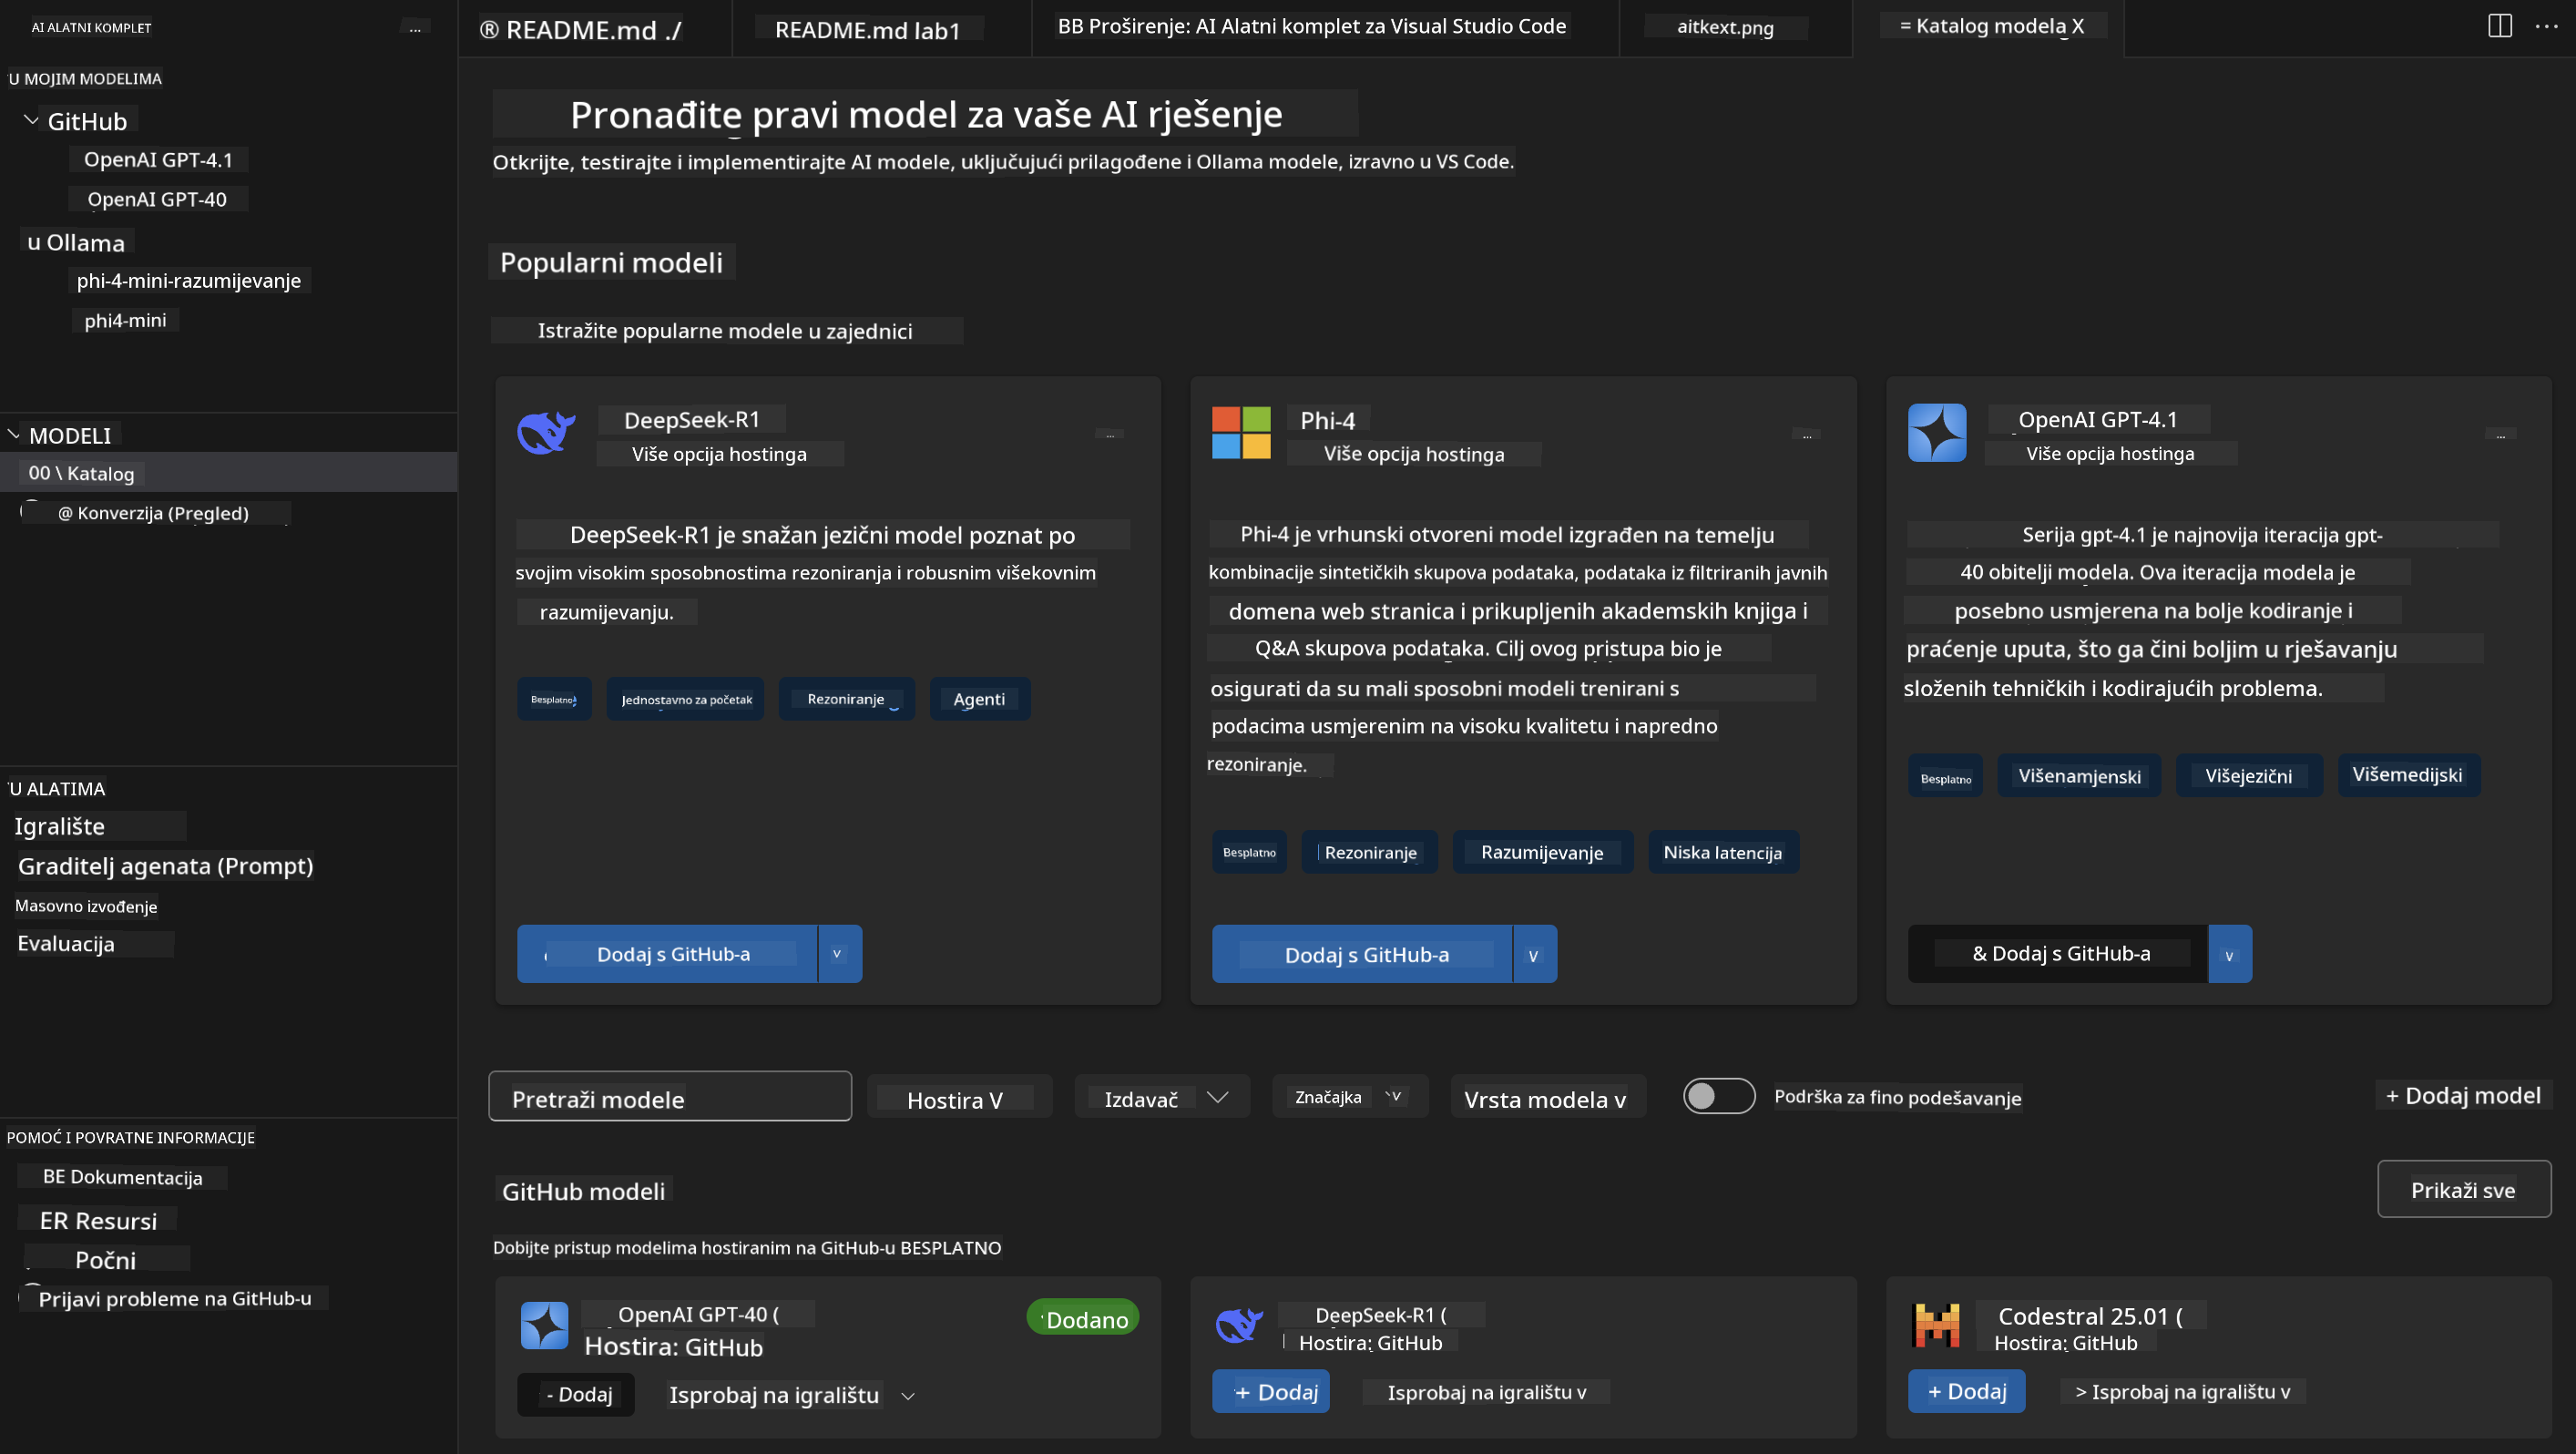 AI ALATNI KOMPLET
...
® README.md ./
README.md lab1
BB Proširenje: AI Alatni komplet za Visual Studio Code
aitkext.png
= Katalog modela X
U MOJIM MODELIMA
GitHub
OpenAI GPT-4.1
OpenAI GPT-40
u Ollama
phi-4-mini-razumijevanje
phi4-mini
MODELI
00 \ Katalog
@ Konverzija (Pregled)
U ALATIMA
Igralište
Graditelj agenata (Prompt)
Masovno izvođenje
Evaluacija
POMOĆ I POVRATNE INFORMACIJE
BE Dokumentacija
ER Resursi
Počni
Prijavi probleme na GitHub-u
Pronađite pravi model za vaše AI rješenje
Otkrijte, testirajte i implementirajte AI modele, uključujući prilagođene i Ollama modele, izravno u VS Code.
Popularni modeli
Istražite popularne modele u zajednici
DeepSeek-R1
Više opcija hostinga
...
DeepSeek-R1 je snažan jezični model poznat po
svojim visokim sposobnostima rezoniranja i robusnim višekovnim
razumijevanju.
Besplatno
Jednostavno za početak
Rezoniranje
Agenti
Dodaj s GitHub-a
v
Phi-4
Više opcija hostinga
...
Phi-4 je vrhunski otvoreni model izgrađen na temelju
kombinacije sintetičkih skupova podataka, podataka iz filtriranih javnih
domena web stranica i prikupljenih akademskih knjiga i
Q&A skupova podataka. Cilj ovog pristupa bio je
osigurati da su mali sposobni modeli trenirani s
podacima usmjerenim na visoku kvalitetu i napredno
rezoniranje.
Besplatno
Rezoniranje
Razumijevanje
Niska latencija
Dodaj s GitHub-a
v
OpenAI GPT-4.1
Više opcija hostinga
...
Serija gpt-4.1 je najnovija iteracija gpt-
40 obitelji modela. Ova iteracija modela je
posebno usmjerena na bolje kodiranje i
praćenje uputa, što ga čini boljim u rješavanju
složenih tehničkih i kodirajućih problema.
Besplatno
Višenamjenski
Višejezični
Višemedijski
& Dodaj s GitHub-a
v
Pretraži modele
Hostira V
Izdavač
Značajka v
Vrsta modela v
Podrška za fino podešavanje
+ Dodaj model
GitHub modeli
Prikaži sve
Dobijte pristup modelima hostiranim na GitHub-u BESPLATNO
OpenAI GPT-40 (
Hostira: GitHub
Dodano
- Dodaj
Isprobaj na igralištu
DeepSeek-R1 (
Hostira: GitHub
+ Dodaj
Isprobaj na igralištu v
Codestral 25.01 (
Hostira: GitHub
+ Dodaj
> Isprobaj na igralištu v